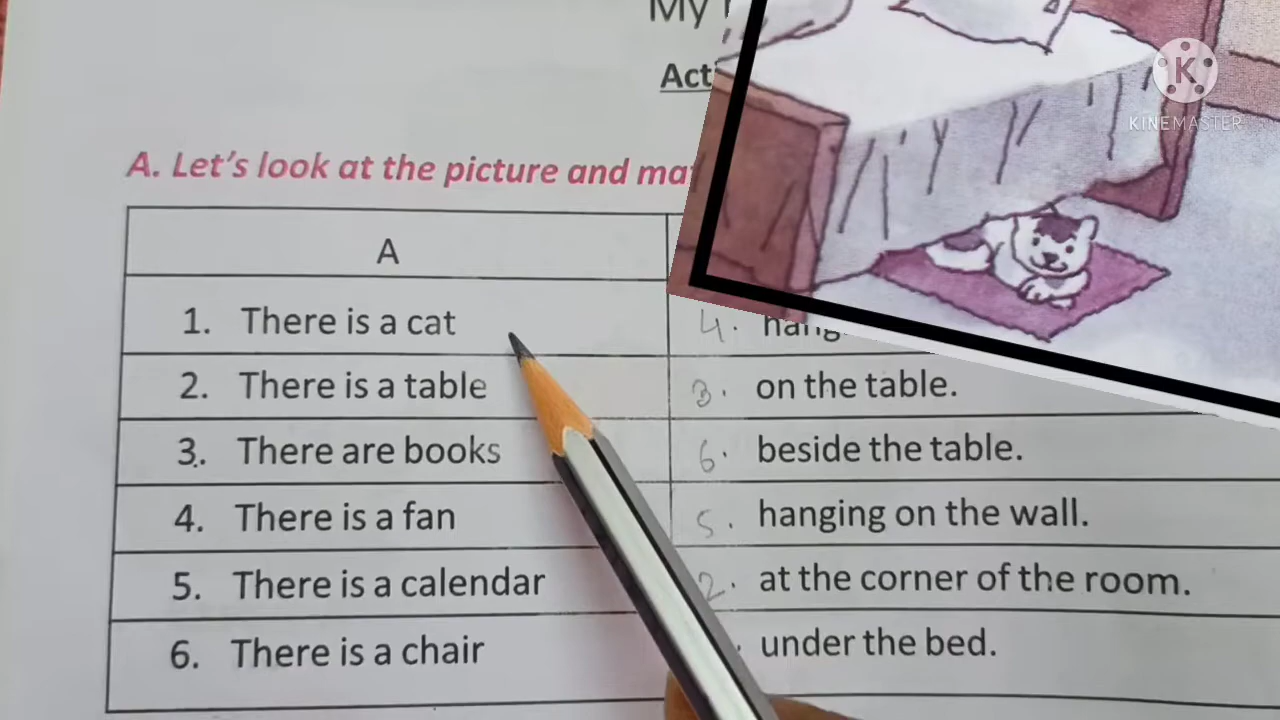 My
Act
A. Let's look at the picture and ma
A
1. There is a cat
4. hang
2. There is a table
3. on the table.
3. There are books
6. beside the table.
4. There is a fan
5. hanging on the wall.
5. There is a calendar
2. at the corner of the room.
6. There is a chair
under the bed.
K
KINEMASTER